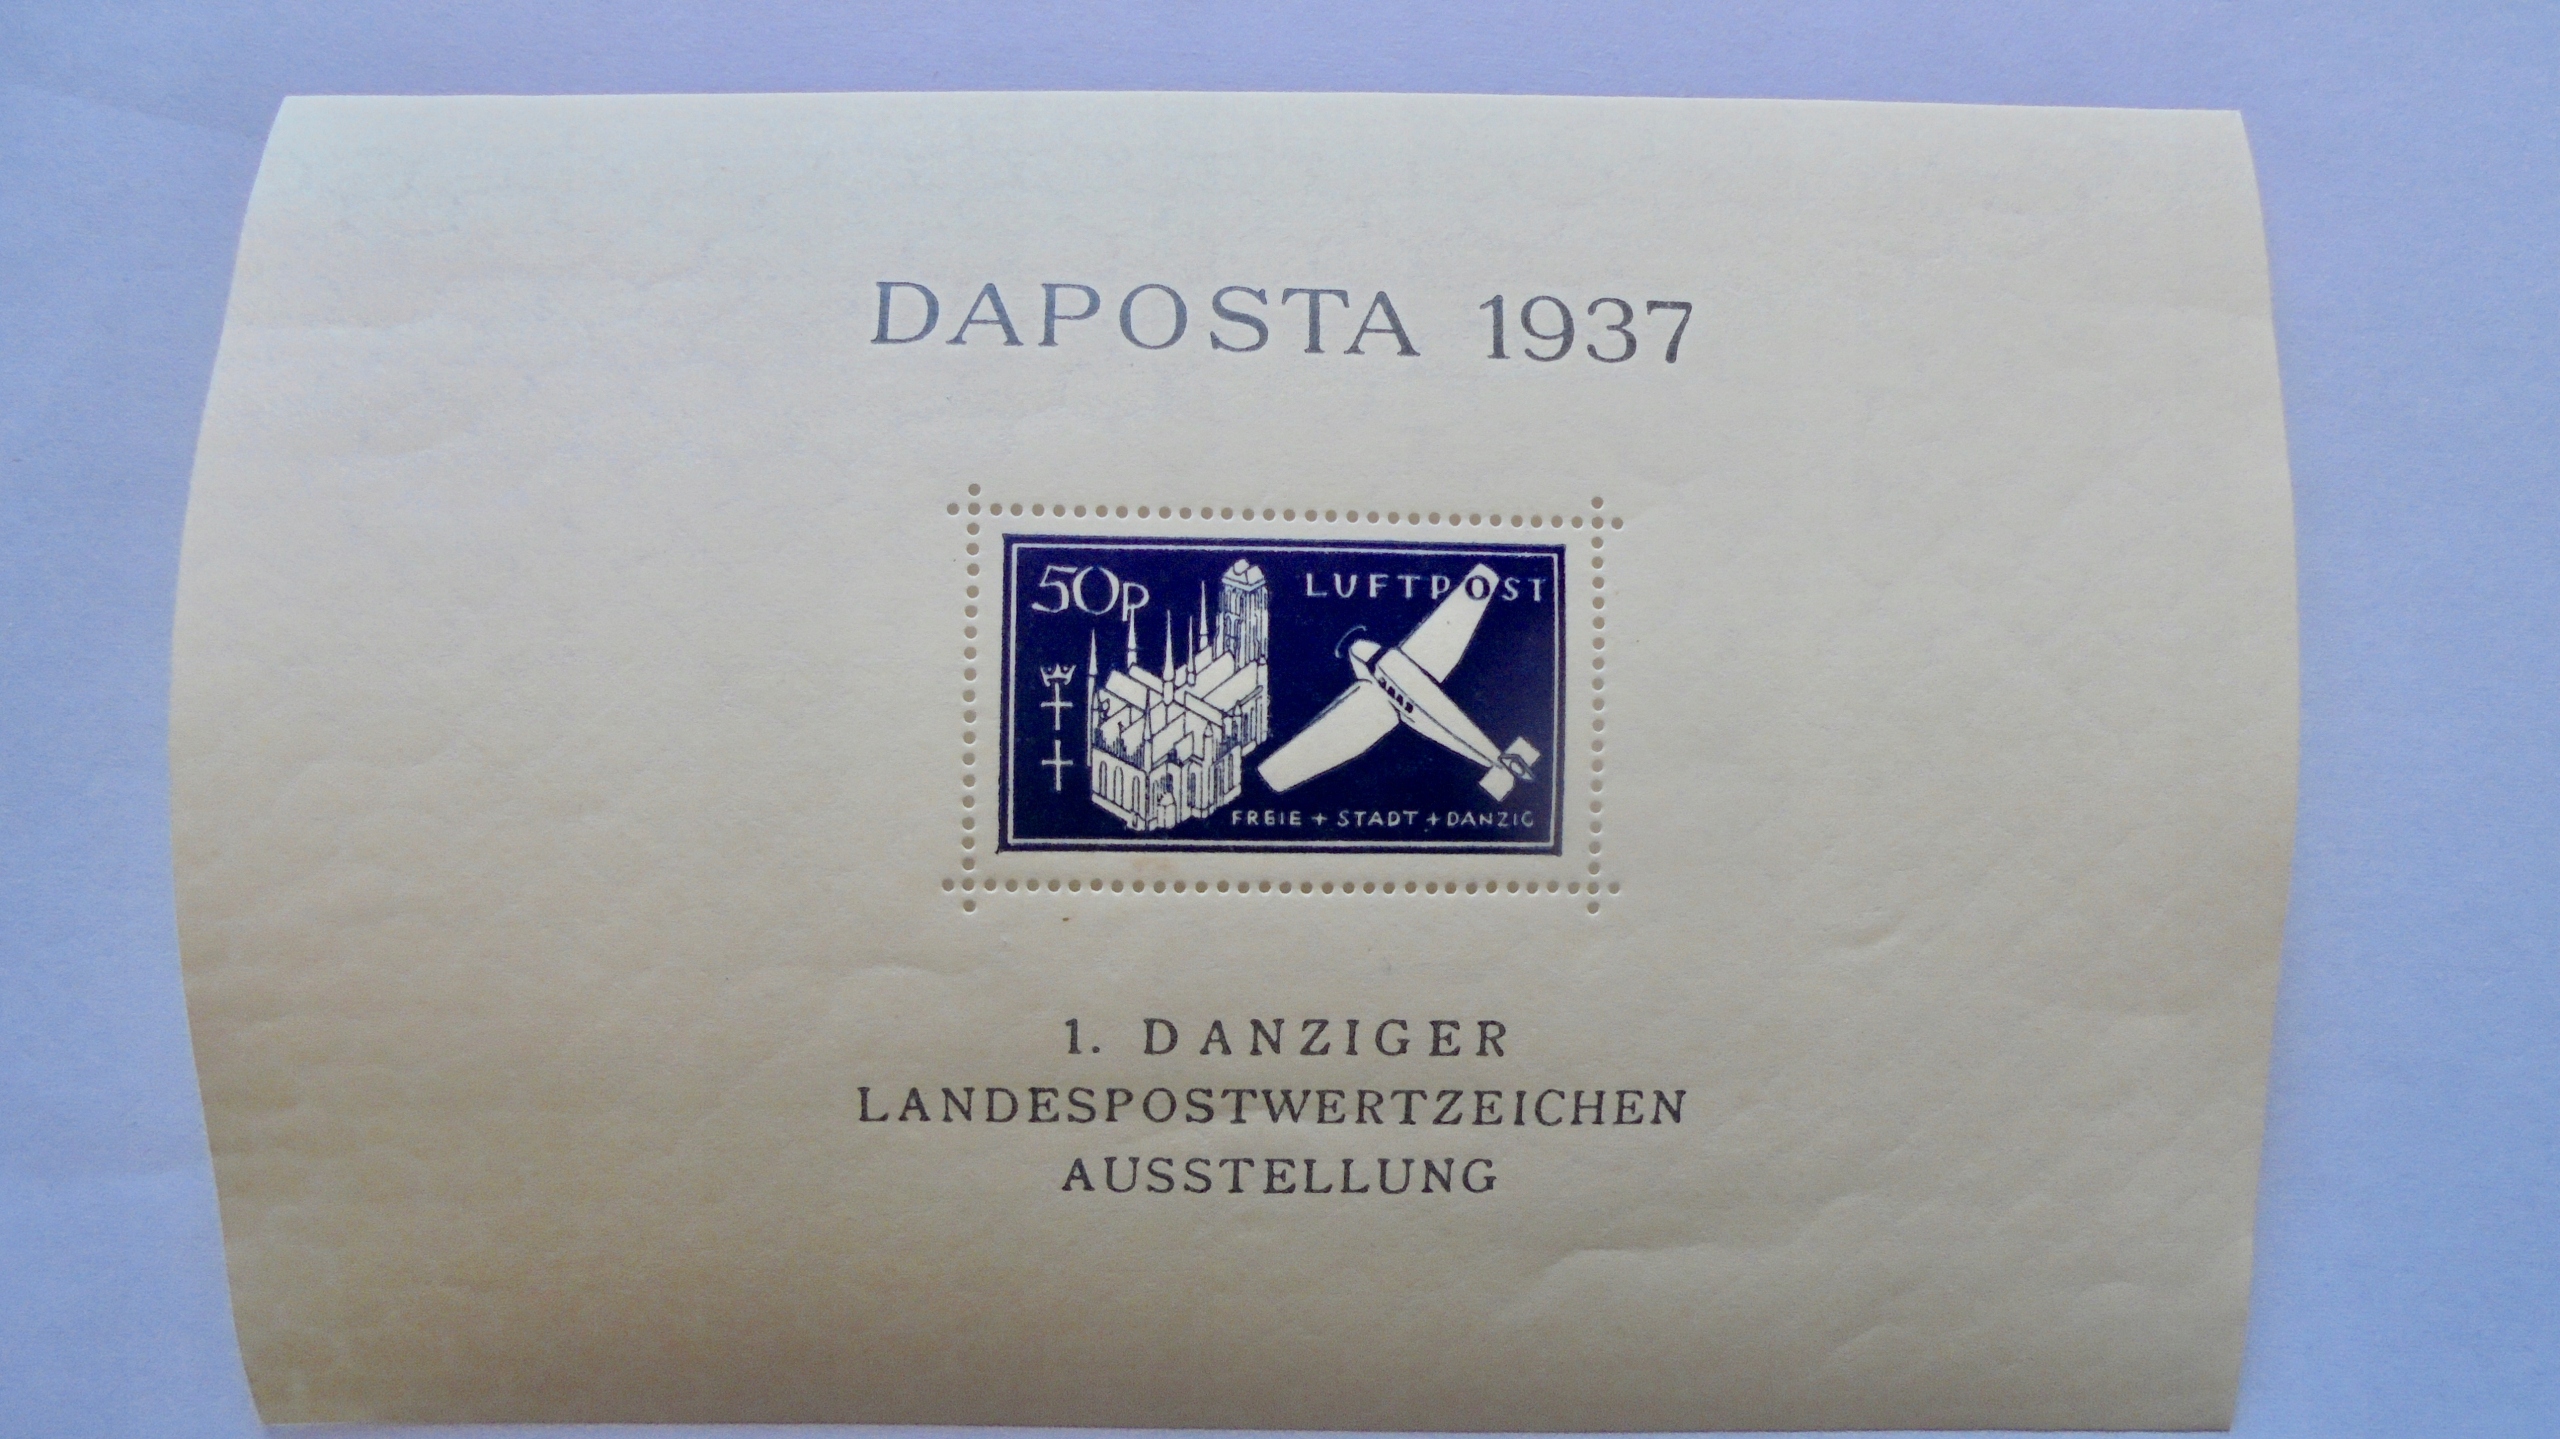 DAPOSTA 1937
50p
LUFTPOST
FREIE + STADT + DANZIG
1. DANZIGER
LANDESPOSTWERTZEICHEN
AUSSTELLUNG